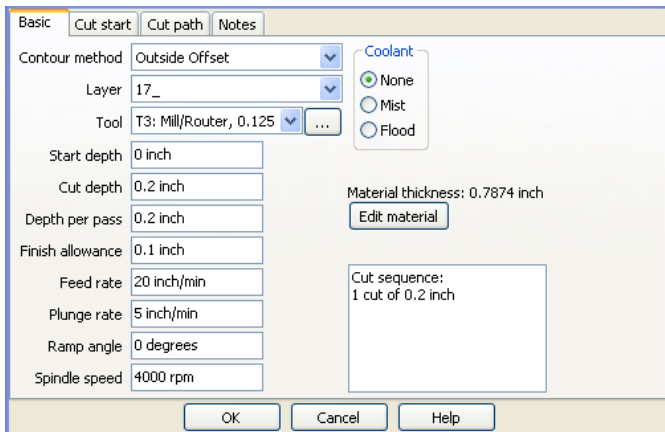 Basic Cut start Cut path Notes
Contour method Outside Offset
Coolant
None
Mist
Flood
Layer 17_
Tool T3: Mill/Router, 0.125 ...
Start depth 0 inch
Cut depth 0.2 inch
Material thickness: 0.7874 inch
Depth per pass 0.2 inch
Edit material
Finish allowance 0.1 inch
Feed rate 20 inch/min
Cut sequence:
1 cut of 0.2 inch
Plunge rate 5 inch/min
Ramp angle 0 degrees
Spindle speed 4000 rpm
OK Cancel Help